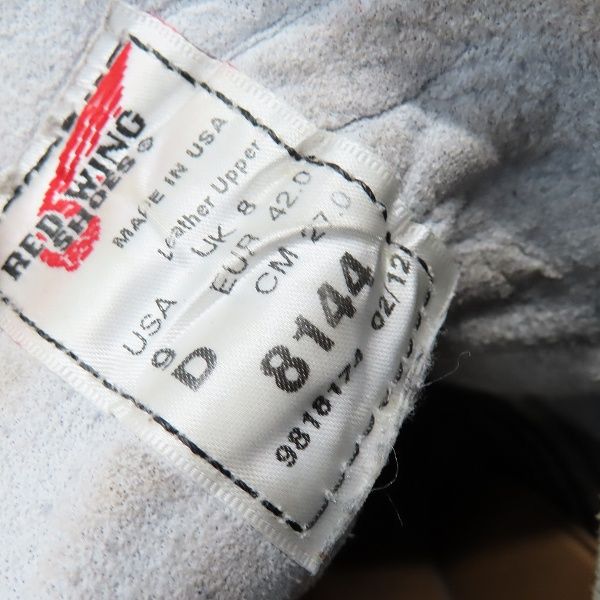 RED WING
SHOES®
MADE IN USA
Leather Upper
USA UK 8
9 EUR 42.0
D CM 27.0
8144
9818174 02/12